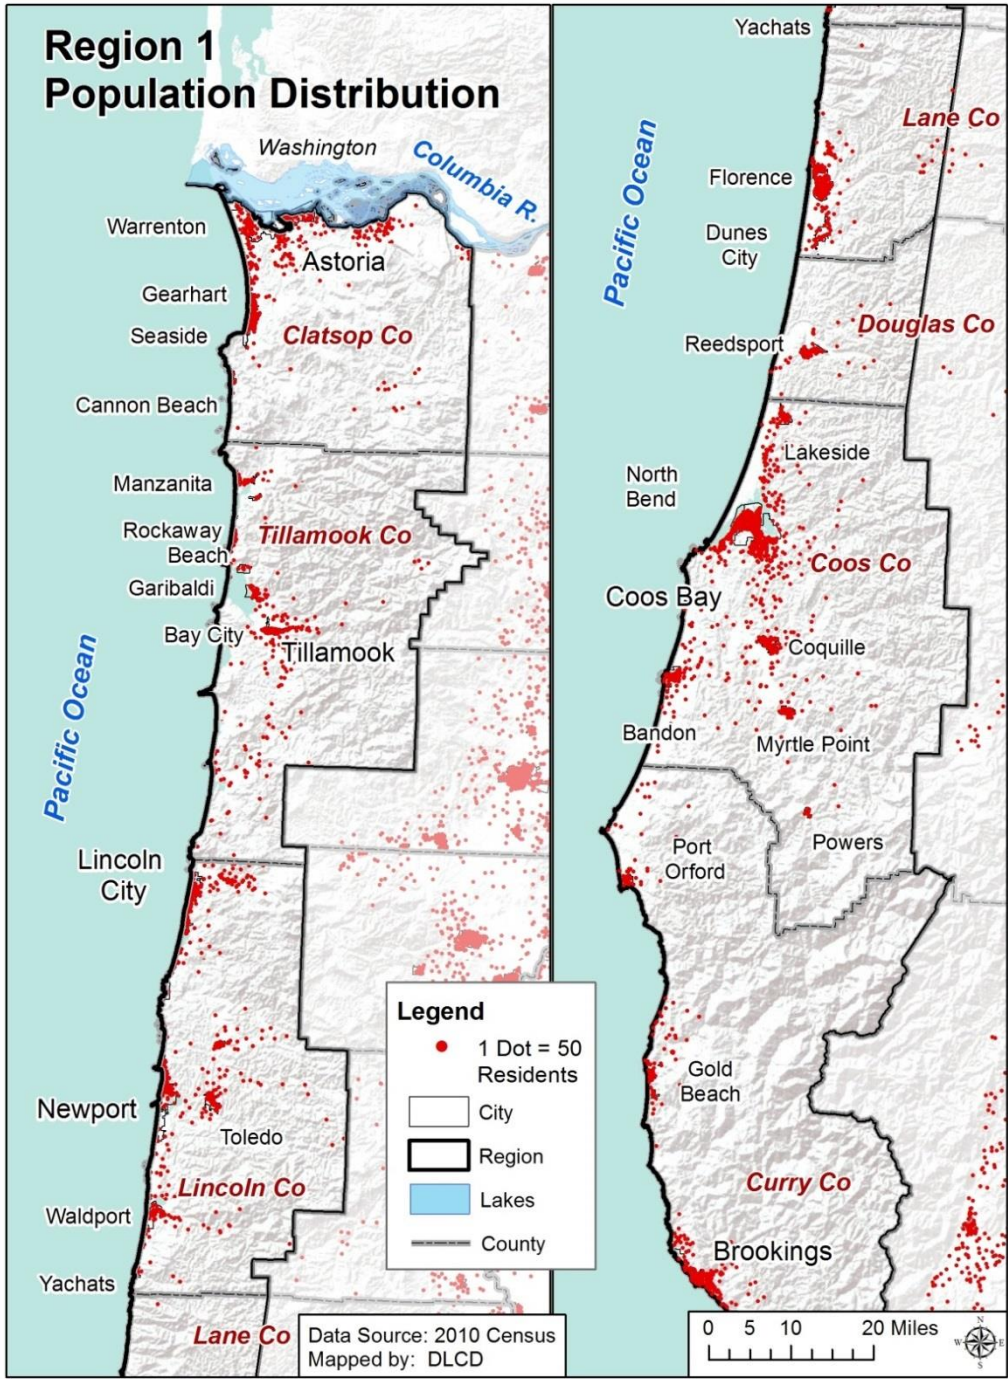 Region 1
Population Distribution
Washington
Columbia R.
Warrenton
Astoria
Gearhart
Seaside
Clatsop Co
Cannon Beach
Manzanita
Rockaway
Beach
Tillamook Co
Garibaldi
Bay City
Tillamook
Pacific Ocean
Lincoln
City
Newport
Toledo
Lincoln Co
Waldport
Yachats
Lane Co
Legend
1 Dot = 50
Residents
City
Region
Lakes
County
Data Source: 2010 Census
Mapped by: DLCD
Yachats
Lane Co
Pacific Ocean
Florence
Dunes
City
Douglas Co
Reedsport
Lakeside
North
Bend
Coos Co
Coos Bay
Coquille
Bandon
Myrtle Point
Port
Orford
Powers
Gold
Beach
Curry Co
Brookings
0 5 10 20 Miles
N
W E
S